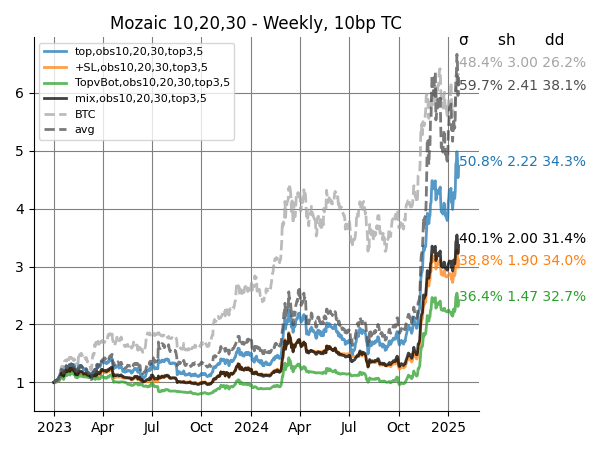 Mozaic 10,20,30 - Weekly, 10bp TC
σ sh dd
top,obs10,20,30,top3,5
+SL,obs10,20,30,top3,5
TopvBot,obs10,20,30,top3,5
mix,obs10,20,30,top3,5
BTC
avg
48.4% 3.00 26.2%
59.7% 2.41 38.1%
50.8% 2.22 34.3%
40.1% 2.00 31.4%
38.8% 1.90 34.0%
36.4% 1.47 32.7%
6
5
4
3
2
1
2023 Apr Jul Oct 2024 Apr Jul Oct 2025